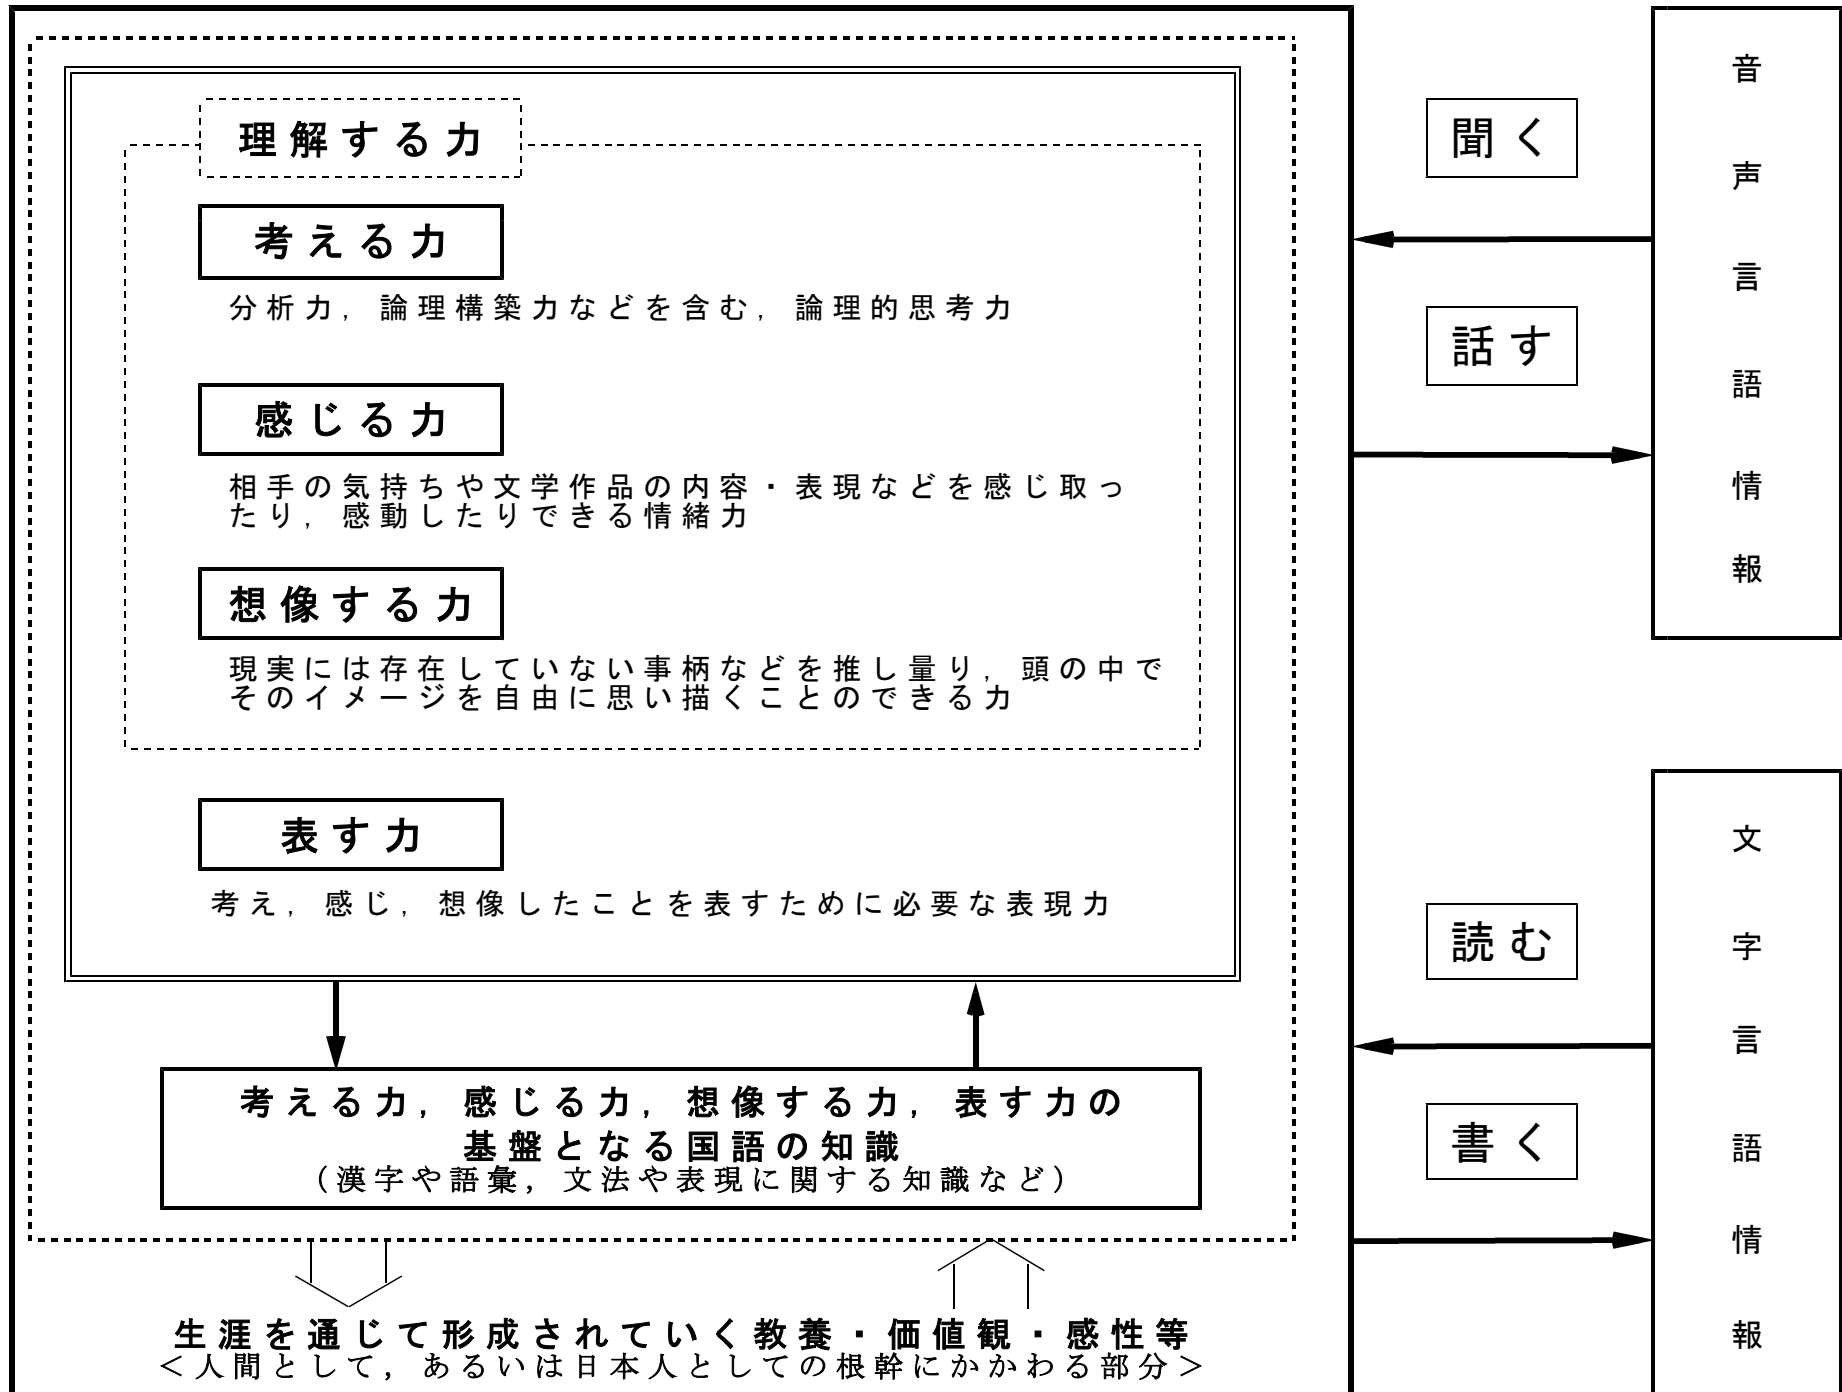 理解する力
考える力
分析力，論理構築力などを含む，論理的思考力
感じる力
相手の気持ちや文学作品の内容・表現などを感じ取っ
たり，感動したりできる情緒力
想像する力
現実には存在していない事柄などを推し量り，頭の中で
そのイメージを自由に思い描くことのできる力
表す力
考え，感じ，想像したことを表すために必要な表現力
考える力，感じる力，想像する力，表す力の
基盤となる国語の知識
（漢字や語彙，文法や表現に関する知識など）
生涯を通じて形成されていく教養・価値観・感性等
＜人間として，あるいは日本人としての根幹にかかわる部分＞
聞く
話す
読む
書く
音声言語情報
文字言語情報